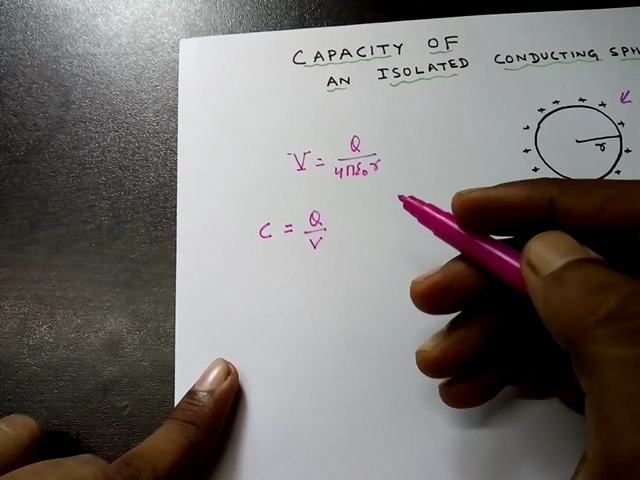 CAPACITY OF
AN ISOLATED CONDUCTING SPH
V = Q / 4πε₀r
C = Q / V
r